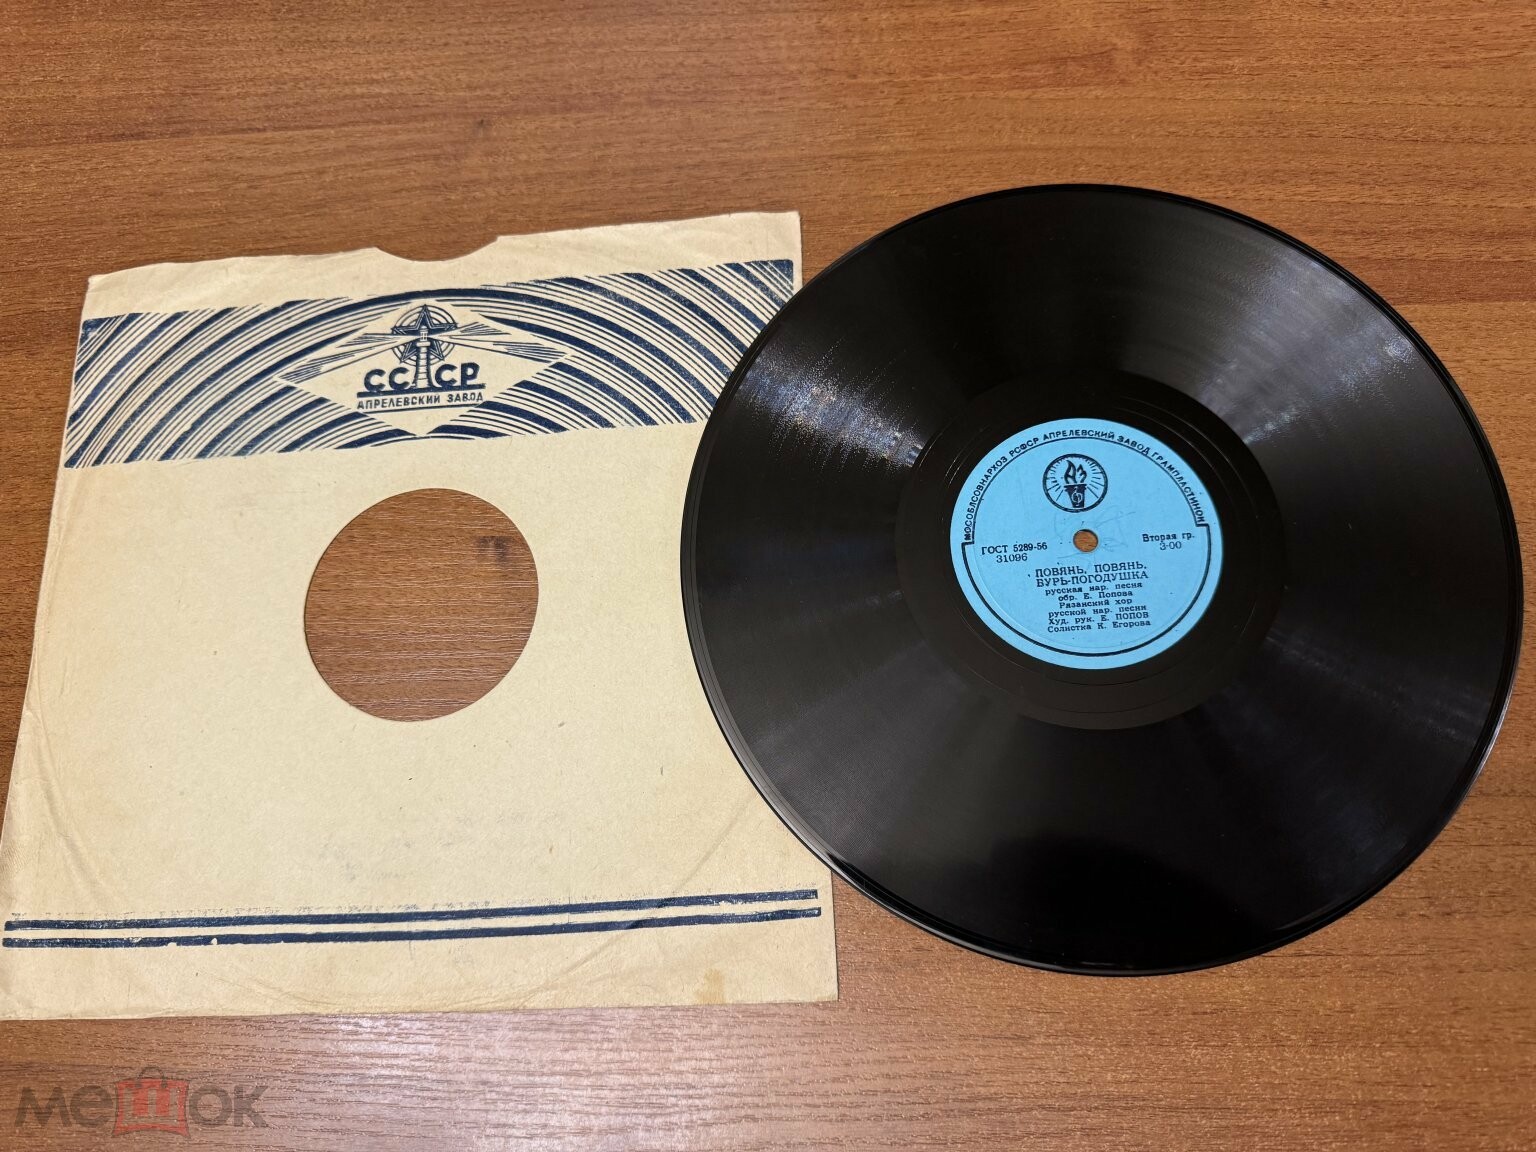 СССР
АПРЕЛЕВСКИЙ ЗАВОД
МОСОБЛСОВНАРХОЗ РСФСР АПРЕЛЕВСКИЙ ЗАВОД ГРАМПЛАСТИНОК
ГОСТ 5289-56
31096
Вторая гр.
3-00
ПОВЯНЬ, ПОВЯНЬ,
БУРЬ-ПОГОДУШКА
русская нар. песня
обр. Е. Попова
Рязанский хор
русской нар. песни
Худ. рук. Е. ПОПОВ
Солистка К. Егорова
мешок